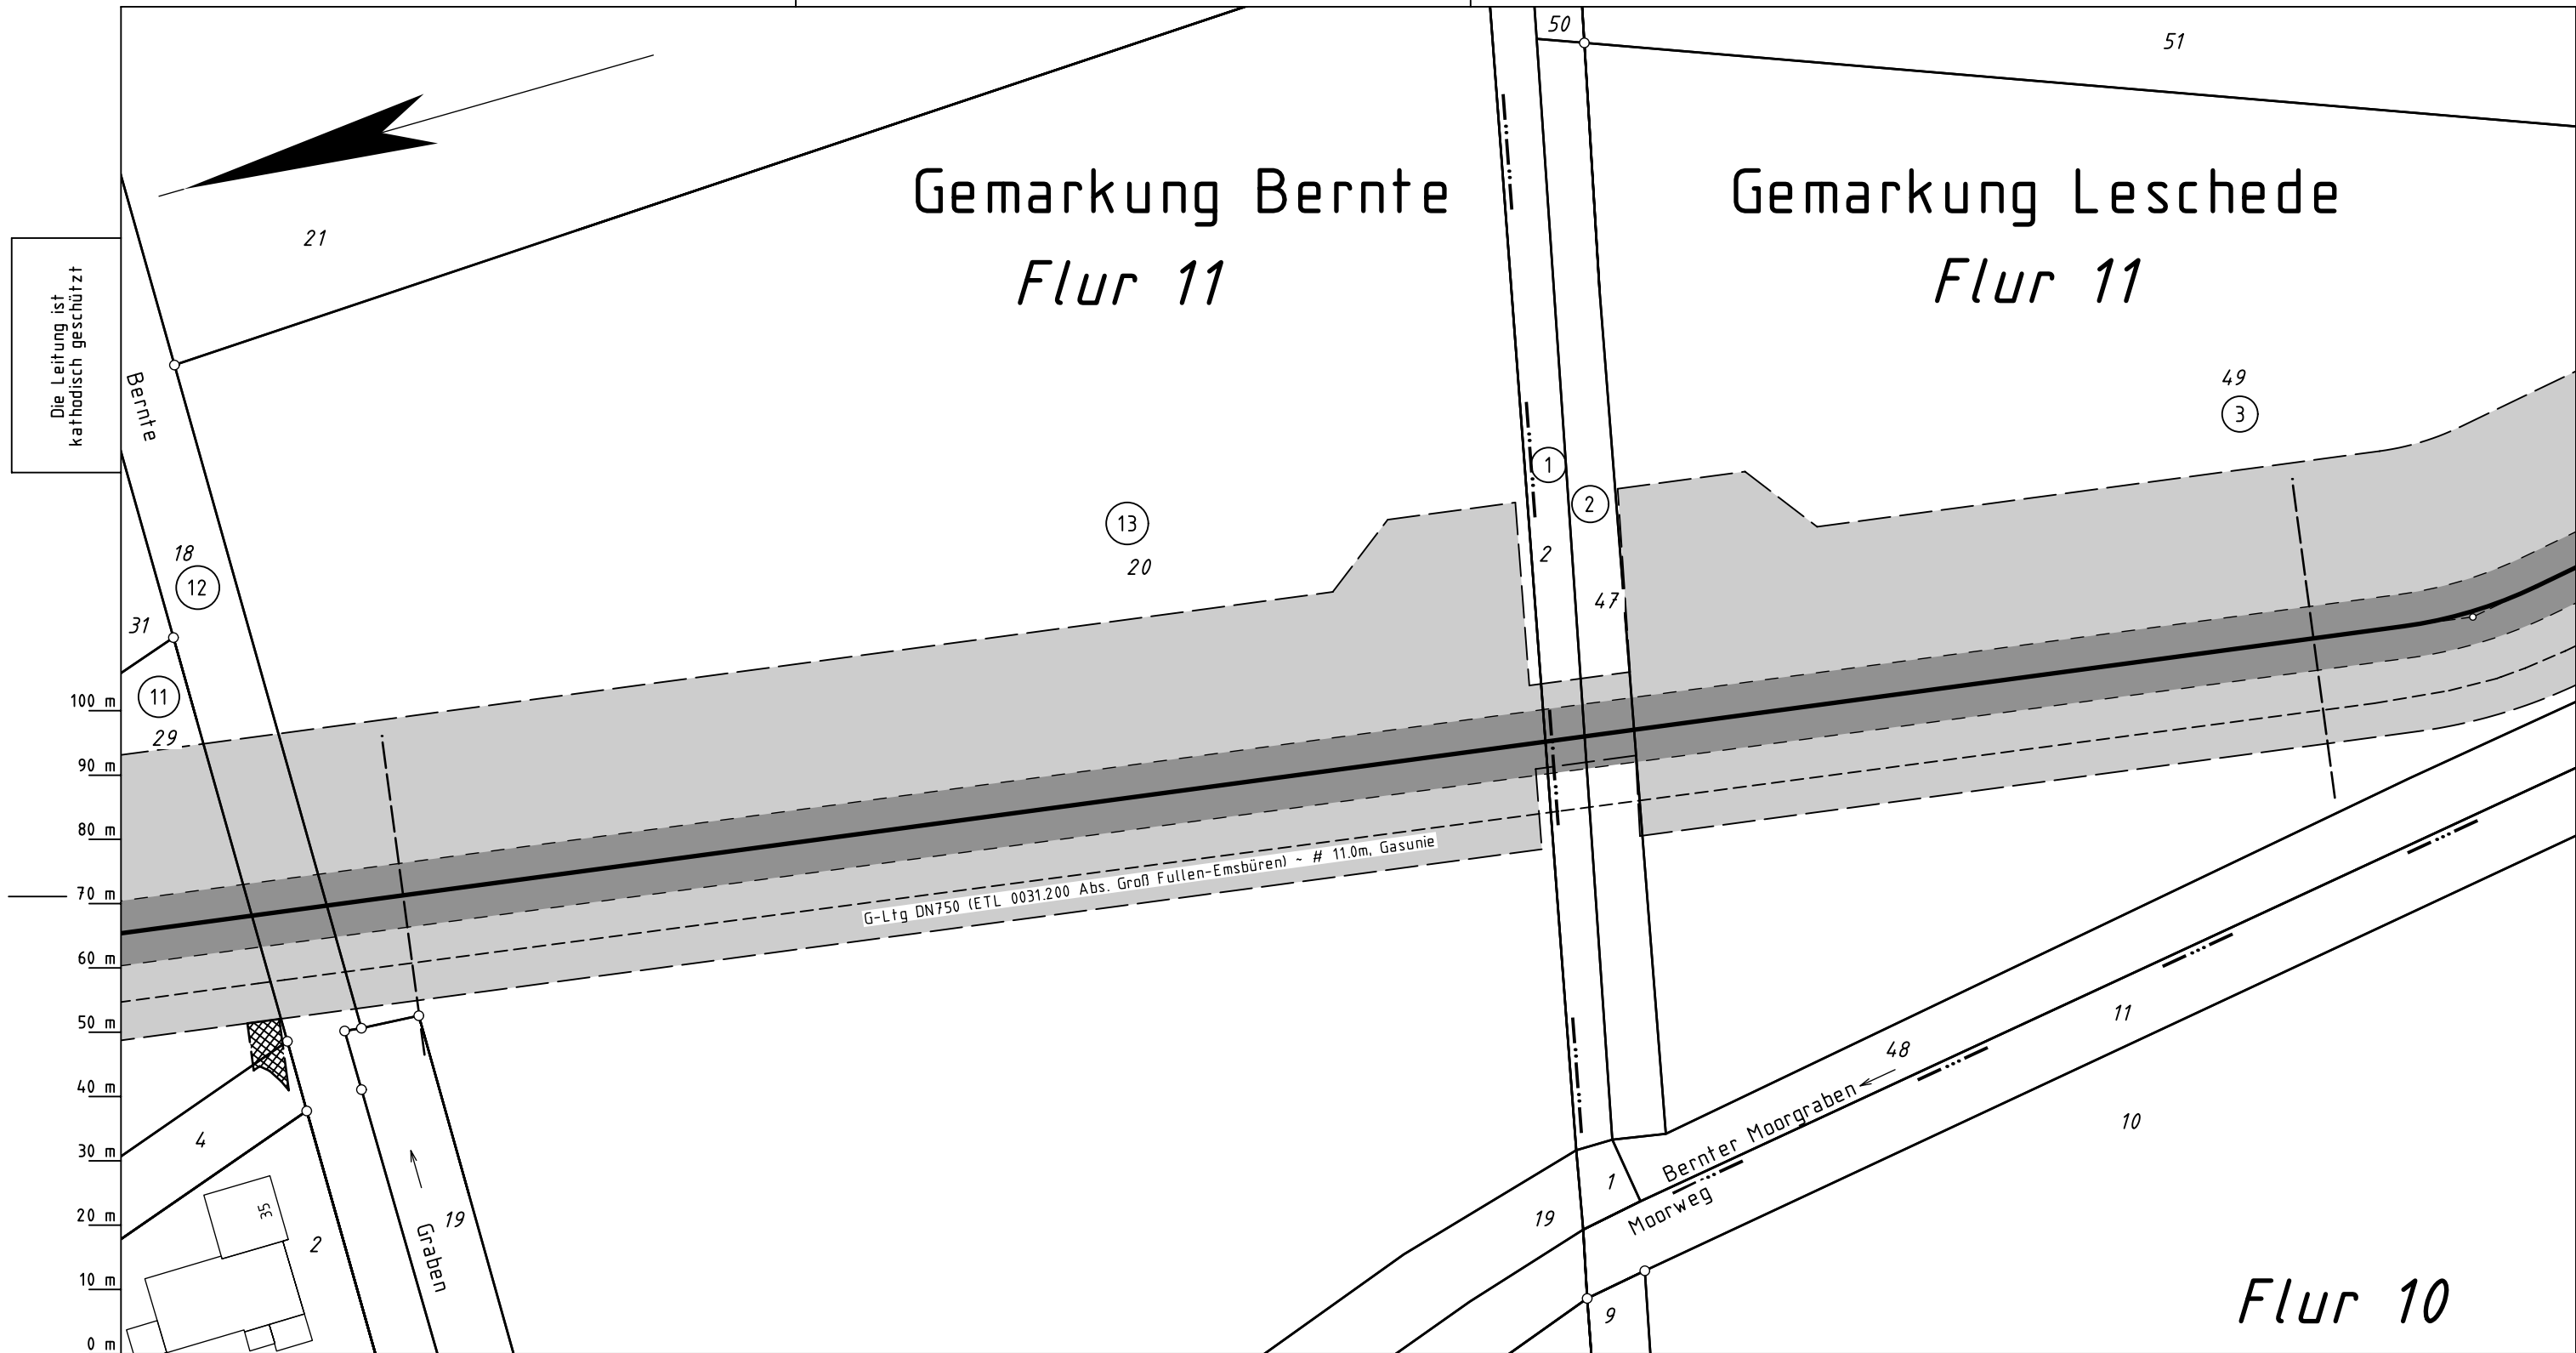 50
51
Gemarkung Bernte
Gemarkung Leschede
Flur 11
Flur 11
21
Die Leitung ist
kathodisch geschützt
Bernte
49
3
1
2
13
20
2
47
18
12
31
11
29
100 m
90 m
80 m
70 m
60 m
50 m
40 m
30 m
20 m
10 m
0 m
G-Ltg DN750 (ETL 0031.200 Abs. Groß Fullen-Emsbüren) ~ # 11.0m, Gasunie
4
35
2
Graben
19
19
1
Bernter Moorgraben
Moorweg
48
11
10
9
Flur 10